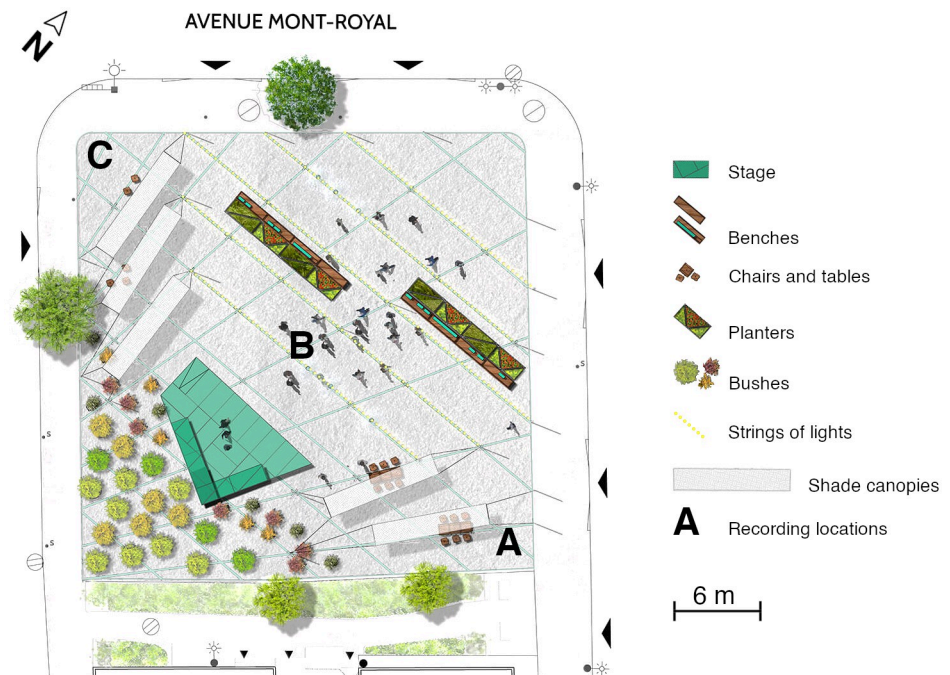 AVENUE MONT-ROYAL
N
C
B
A
S
S
S
Stage
Benches
Chairs and tables
Planters
Bushes
Strings of lights
Shade canopies
A Recording locations
6 m